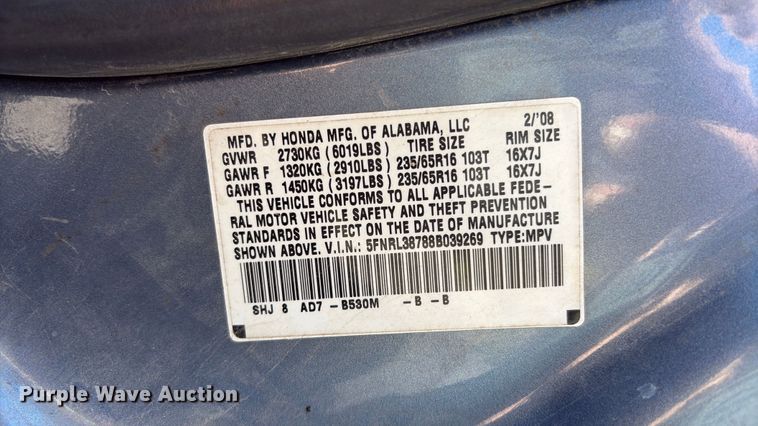 MFD. BY HONDA MFG. OF ALABAMA, LLC 2/'08
GVWR 2730KG (6019LBS) TIRE SIZE RIM SIZE
GAWR F 1320KG (2910LBS) 235/65R16 103T 16X7J
GAWR R 1450KG (3197LBS) 235/65R16 103T 16X7J
THIS VEHICLE CONFORMS TO ALL APPLICABLE FEDE-
RAL MOTOR VEHICLE SAFETY AND THEFT PREVENTION
STANDARDS IN EFFECT ON THE DATE OF MANUFACTURE
SHOWN ABOVE. V.I.N.: 5FNRL38788B039269 TYPE:MPV
SHJ 8 AD7 -B530M -B -B
Purple Wave Auction